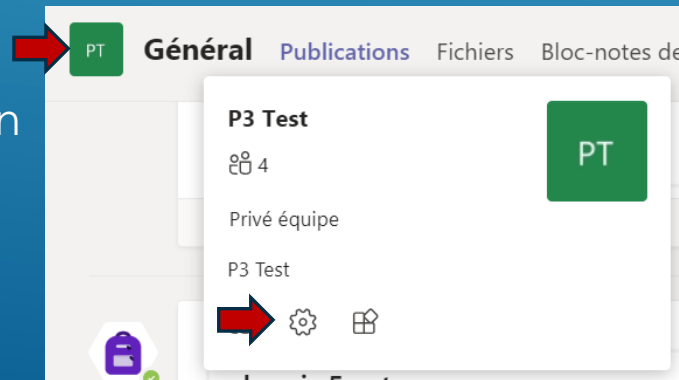 PT Général Publications Fichiers Bloc-notes de
n
P3 Test
PT
4
Privé équipe
P3 Test